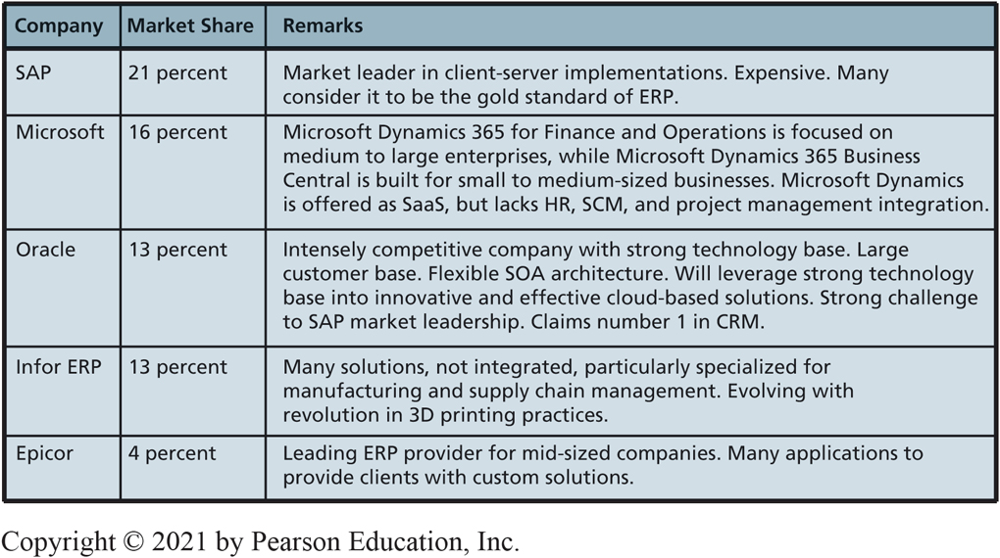 Company Market Share Remarks
SAP 21 percent Market leader in client-server implementations. Expensive. Many
consider it to be the gold standard of ERP.
Microsoft 16 percent Microsoft Dynamics 365 for Finance and Operations is focused on
medium to large enterprises, while Microsoft Dynamics 365 Business
Central is built for small to medium-sized businesses. Microsoft Dynamics
is offered as SaaS, but lacks HR, SCM, and project management integration.
Oracle 13 percent Intensely competitive company with strong technology base. Large
customer base. Flexible SOA architecture. Will leverage strong technology
base into innovative and effective cloud-based solutions. Strong challenge
to SAP market leadership. Claims number 1 in CRM.
Infor ERP 13 percent Many solutions, not integrated, particularly specialized for
manufacturing and supply chain management. Evolving with
revolution in 3D printing practices.
Epicor 4 percent Leading ERP provider for mid-sized companies. Many applications to
provide clients with custom solutions.
Copyright © 2021 by Pearson Education, Inc.